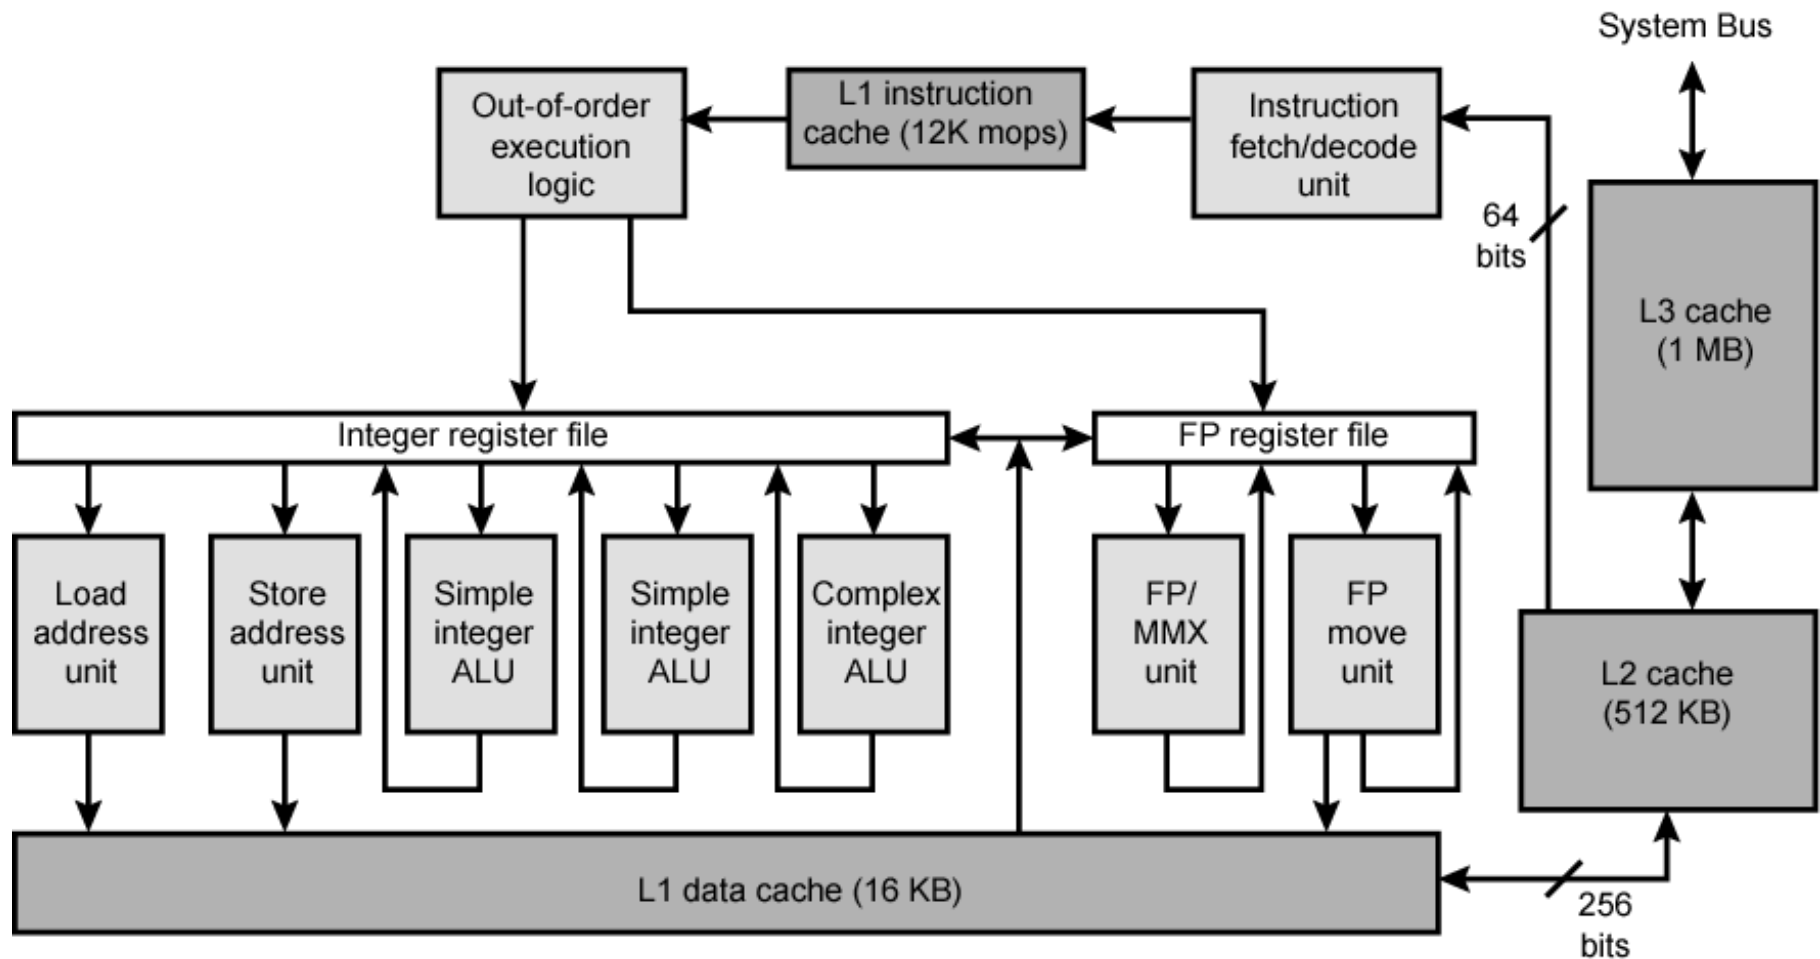 System Bus
Out-of-order
execution
logic
L1 instruction
cache (12K mops)
Instruction
fetch/decode
unit
64
bits
L3 cache
(1 MB)
Integer register file
FP register file
Load
address
unit
Store
address
unit
Simple
integer
ALU
Simple
integer
ALU
Complex
integer
ALU
FP/
MMX
unit
FP
move
unit
L2 cache
(512 KB)
L1 data cache (16 KB)
256
bits